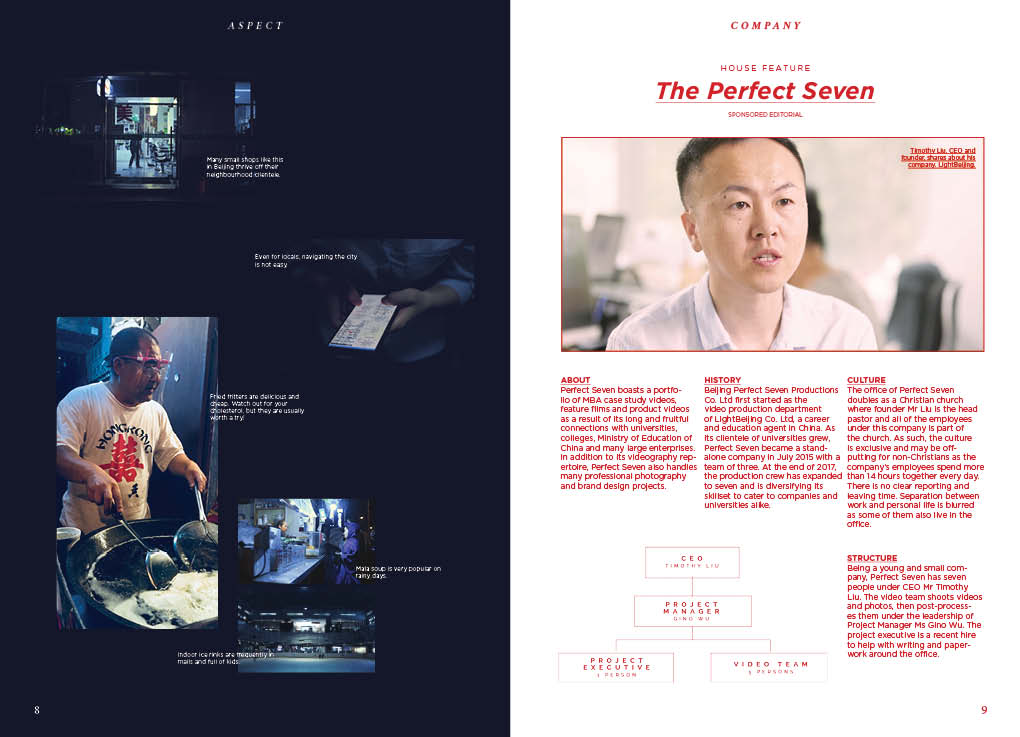 ASPECT
Many small shops like this
in Beijing thrive off their
neighbourhood clientele.
Even for locals, navigating the city
is not easy.
Fried fritters are delicious and
cheap. Watch out for your
cholesterol, but they are usually
worth a try!
HONGKONG
Mala soup is very popular on
rainy days.
Indoor ice rinks are frequently in
malls and full of kids.
8
COMPANY
HOUSE FEATURE
The Perfect Seven
SPONSORED EDITORIAL
Timothy Liu, CEO and
founder, shares about his
company, LightBeijing.
ABOUT
Perfect Seven boasts a portfo-
lio of MBA case study videos,
feature films and product videos
as a result of its long and fruitful
connections with universities,
colleges, Ministry of Education of
China and many large enterprises.
In addition to its videography rep-
ertoire, Perfect Seven also handles
many professional photography
and brand design projects.
HISTORY
Beijing Perfect Seven Productions
Co. Ltd first started as the
video production department
of LightBeijing Co. Ltd, a career
and education agent in China. As
its clientele of universities grew,
Perfect Seven became a stand-
alone company in July 2015 with a
team of three. At the end of 2017,
the production crew has expanded
to seven and is diversifying its
skillset to cater to companies and
universities alike.
CULTURE
The office of Perfect Seven
doubles as a Christian church
where founder Mr Liu is the head
pastor and all of the employees
under this company is part of
the church. As such, the culture
is exclusive and may be off-
putting for non-Christians as the
company's employees spend more
than 14 hours together every day.
There is no clear reporting and
leaving time. Separation between
work and personal life is blurred
as some of them also live in the
office.
STRUCTURE
Being a young and small com-
pany, Perfect Seven has seven
people under CEO Mr Timothy
Liu. The video team shoots videos
and photos, then post-process-
es them under the leadership of
Project Manager Ms Gino Wu. The
project executive is a recent hire
to help with writing and paper-
work around the office.
CEO
TIMOTHY LIU
PROJECT
MANAGER
GINO WU
PROJECT
EXECUTIVE
1 PERSON
VIDEO TEAM
5 PERSONS
9